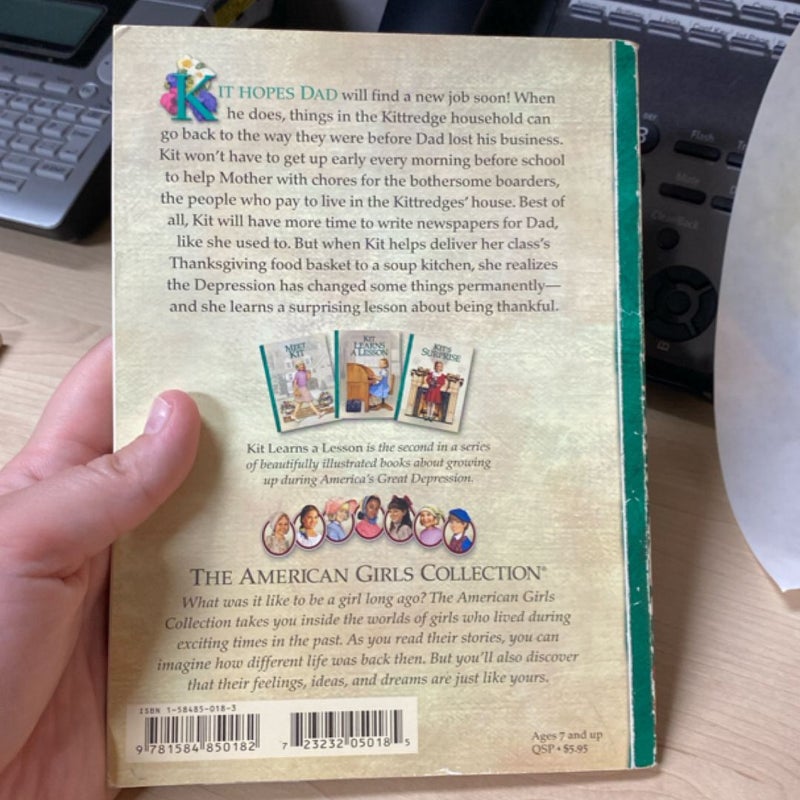 KIT HOPES DAD will find a new job soon! When
he does, things in the Kittredge household can
go back to the way they were before Dad lost his business.
Kit won't have to get up early every morning before school
to help Mother with chores for the bothersome boarders,
the people who pay to live in the Kittredges' house. Best of
all, Kit will have more time to write newspapers for Dad,
like she used to. But when Kit helps deliver her class's
Thanksgiving food basket to a soup kitchen, she realizes
the Depression has changed some things permanently—
and she learns a surprising lesson about being thankful.
MEET
KIT
KIT
LEARNS
A LESSON
KIT'S
SURPRISE
Kit Learns a Lesson is the second in a series
of beautifully illustrated books about growing
up during America's Great Depression.
THE AMERICAN GIRLS COLLECTION®
What was it like to be a girl long ago? The American Girls
Collection takes you inside the worlds of girls who lived during
exciting times in the past. As you read their stories, you can
imagine how different life was back then. But you'll also discover
that their feelings, ideas, and dreams are just like yours.
ISBN 1-58485-018-3
9 781584 850182
7 23232 05018 5
Ages 7 and up
QSP • $5.95
Flash
Mute